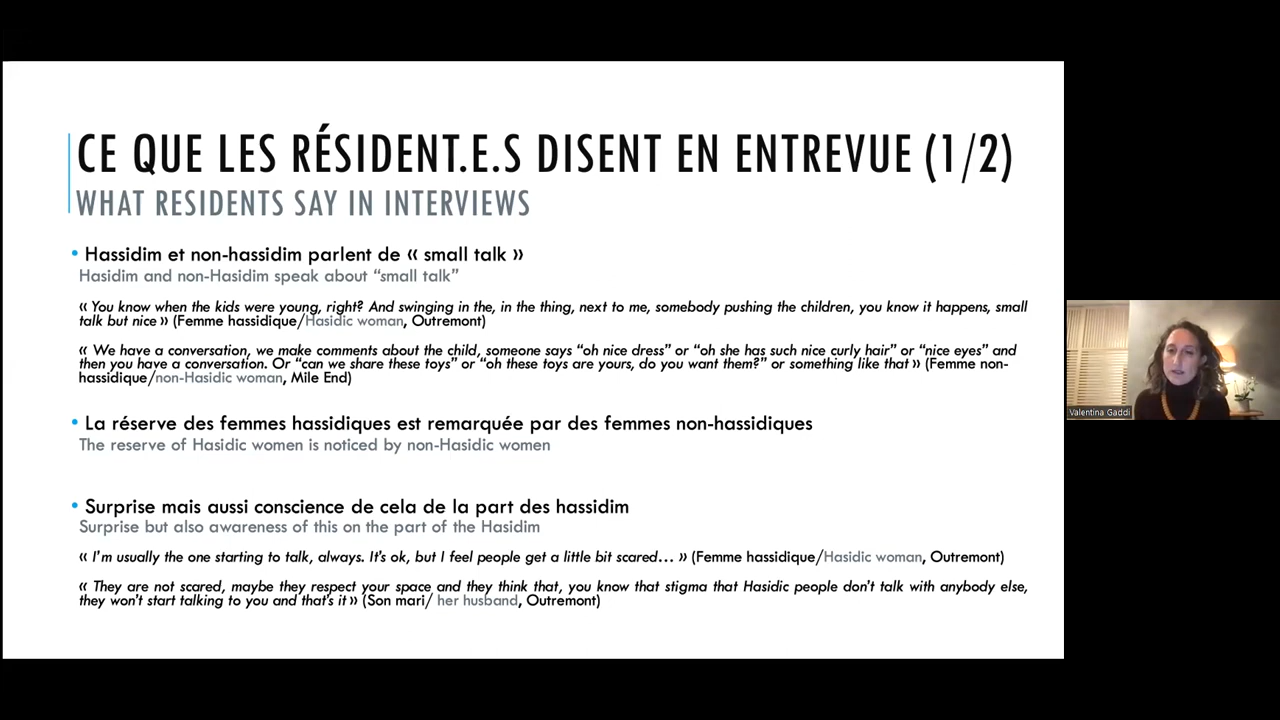 CE QUE LES RÉSIDENT.E.S DISENT EN ENTREVUE (1/2)
WHAT RESIDENTS SAY IN INTERVIEWS
• Hassidim et non-hassidim parlent de « small talk »
Hasidim and non-Hasidim speak about “small talk”
« You know when the kids were young, right? And swinging in the, in the thing, next to me, somebody pushing the children, you know it happens, small
talk but nice » (Femme hassidique/Hasidic woman, Outremont)
« We have a conversation, we make comments about the child, someone says “oh nice dress” or “oh she has such nice curly hair” or “nice eyes” and
then you have a conversation. Or “can we share these toys” or “oh these toys are yours, do you want them?” or something like that » (Femme non-
hassidique/non-Hasidic woman, Mile End)
• La réserve des femmes hassidiques est remarquée par des femmes non-hassidiques
The reserve of Hasidic women is noticed by non-Hasidic women
• Surprise mais aussi conscience de cela de la part des hassidim
Surprise but also awareness of this on the part of the Hasidim
« I’m usually the one starting to talk, always. It’s ok, but I feel people get a little bit scared… » (Femme hassidique/Hasidic woman, Outremont)
« They are not scared, maybe they respect your space and they think that, you know that stigma that Hasidic people don’t talk with anybody else,
they won’t start talking to you and that’s it » (Son mari/ her husband, Outremont)
Valentina Gaddi